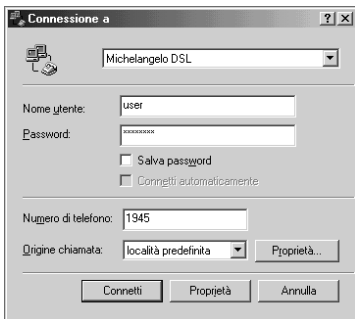 Connessione a
Michelangelo DSL
Nome utente: user
Password: xxxxxxxx
Salva password
Connetti automaticamente
Numero di telefono: 1945
Origine chiamata: località predefinita Proprietà...
Connetti Proprietà Annulla